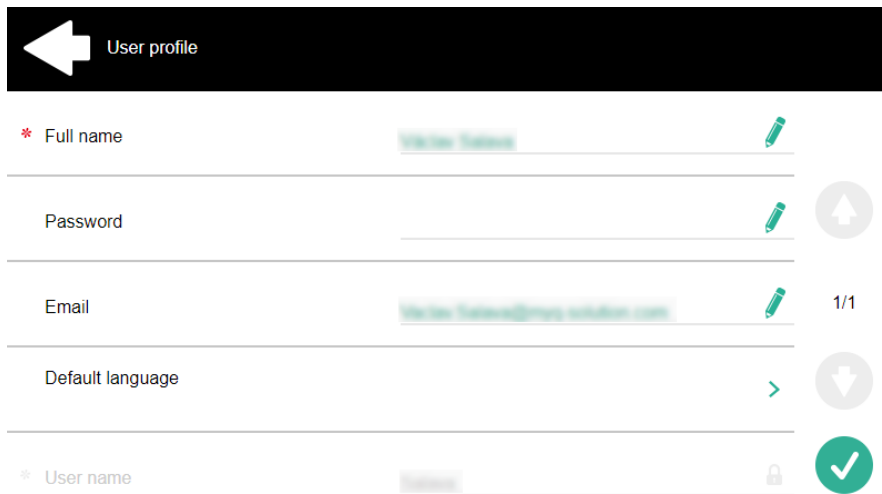 User profile
* Full name
Password
Email
1/1
Default language
* User name